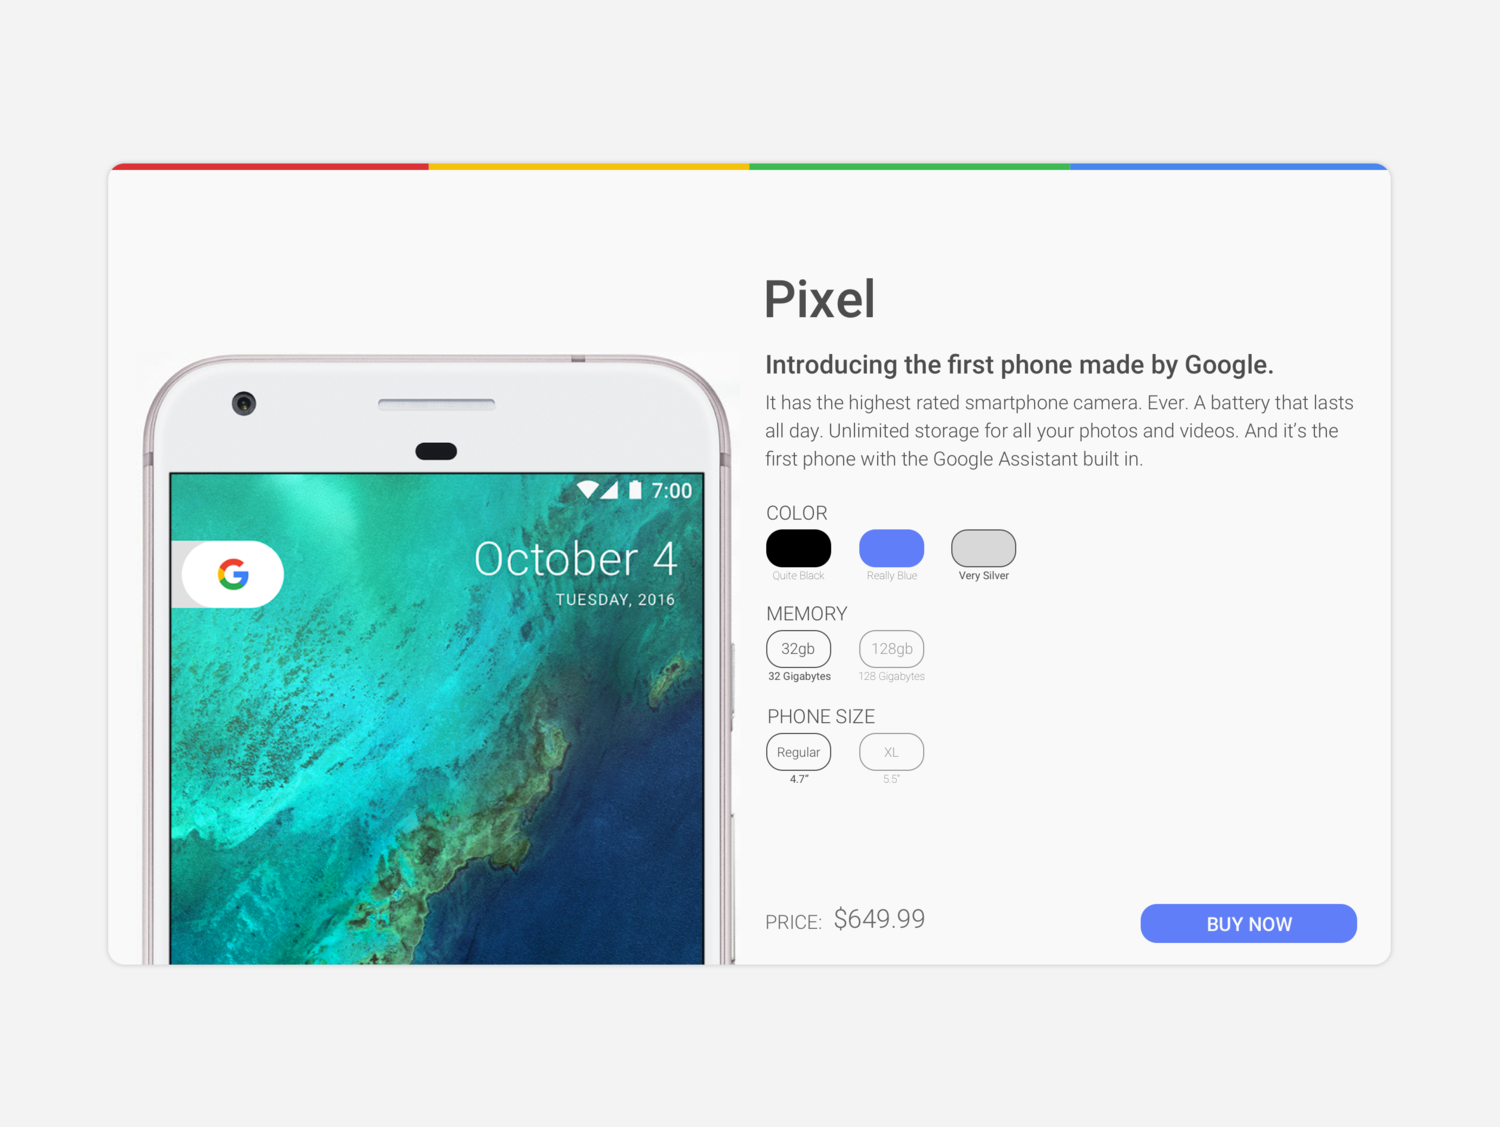 7:00
October 4
TUESDAY, 2016
Pixel
Introducing the first phone made by Google.
It has the highest rated smartphone camera. Ever. A battery that lasts
all day. Unlimited storage for all your photos and videos. And it's the
first phone with the Google Assistant built in.
COLOR
Quite Black Really Blue Very Silver
MEMORY
32gb 128gb
32 Gigabytes 128 Gigabytes
PHONE SIZE
Regular XL
4.7" 5.5"
PRICE: $649.99
BUY NOW